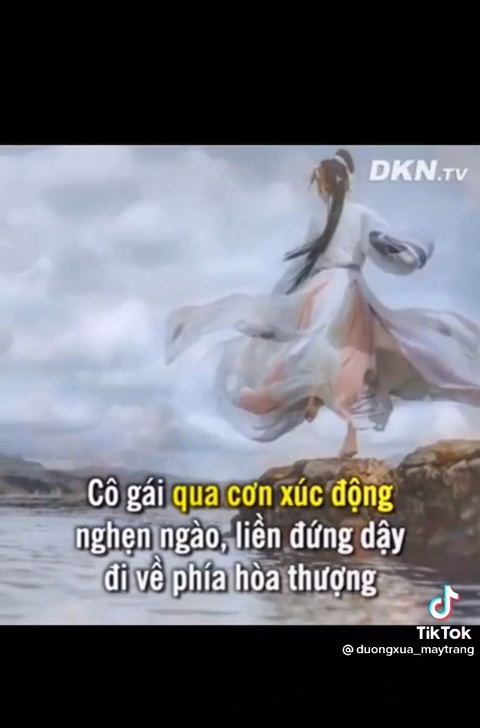 DKN.TV
Cô gái qua cơn xúc động
nghẹn ngào, liền đứng dậy
đi về phía hòa thượng
TikTok
@duongxua_maytrang